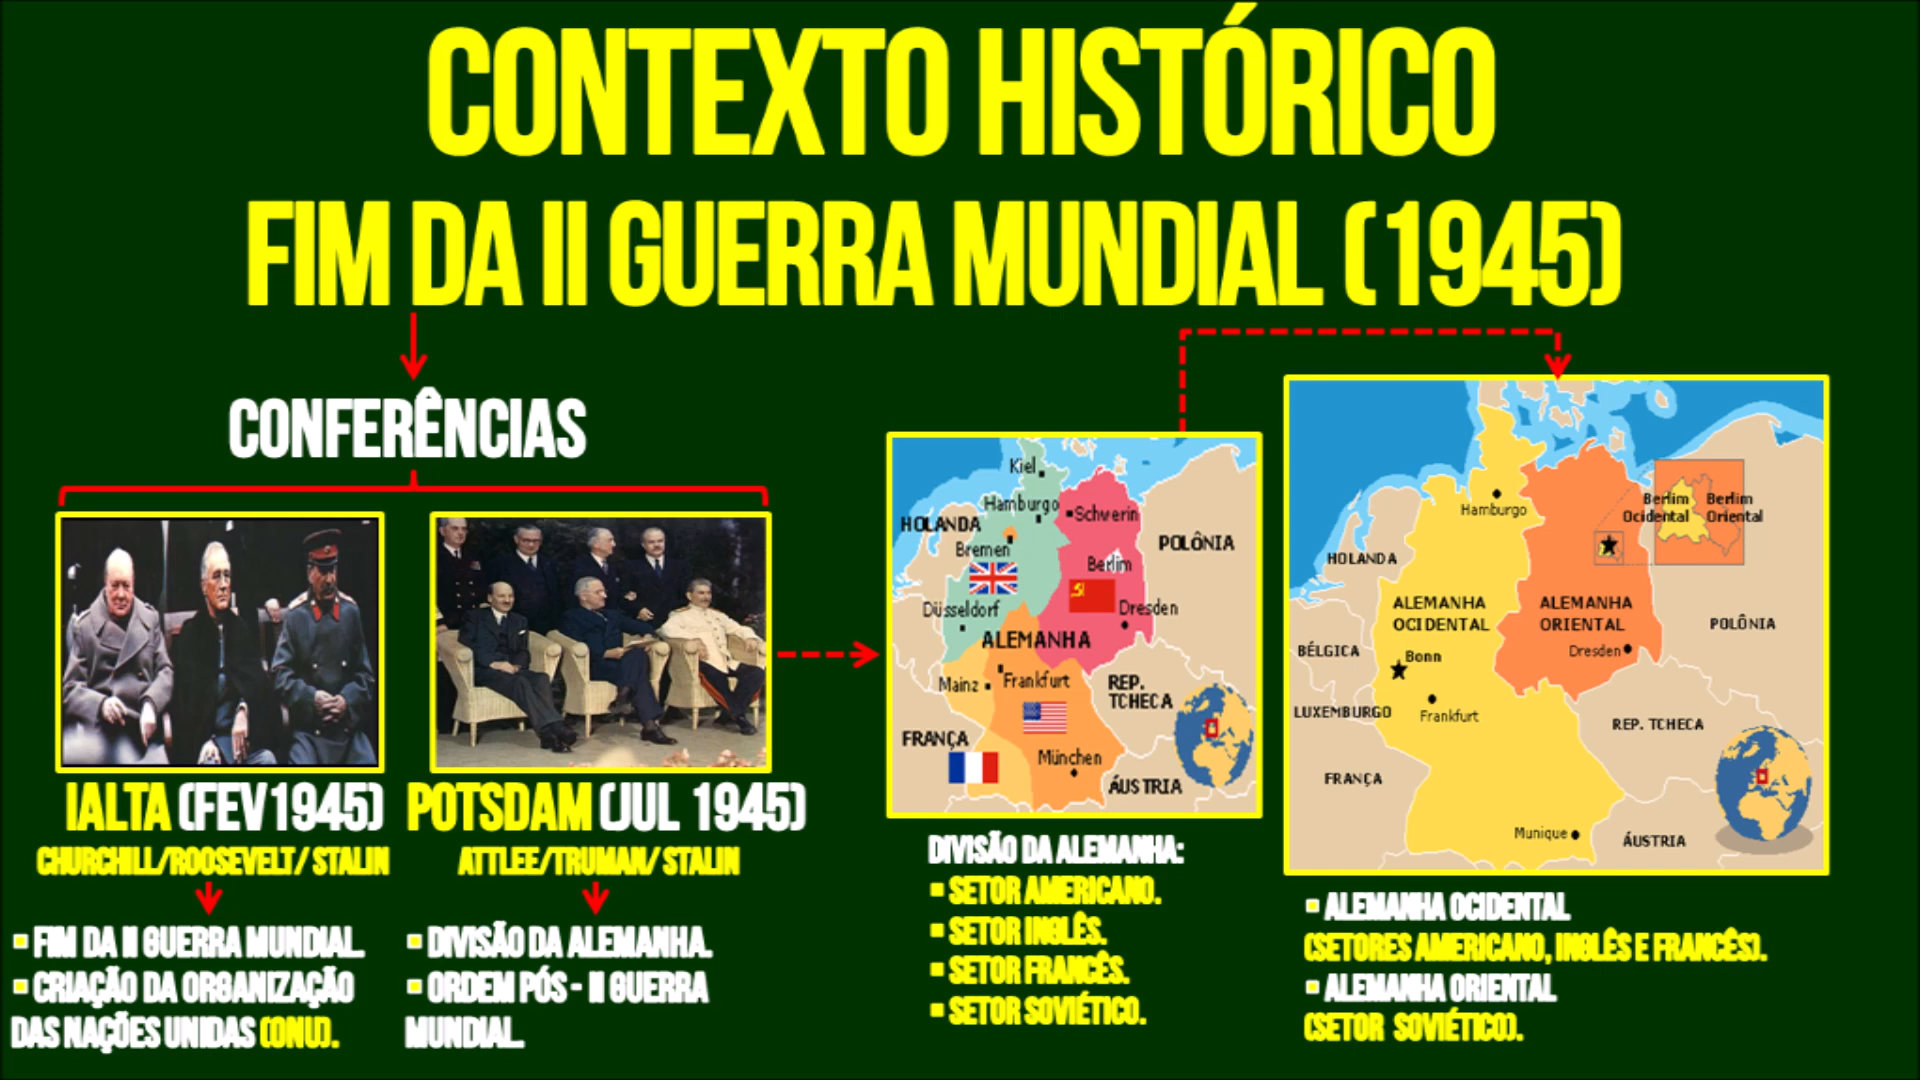 CONTEXTO HISTÓRICO
FIM DA II GUERRA MUNDIAL (1945)
CONFERÊNCIAS
IALTA (FEV1945)
CHURCHILL/ROOSEVELT/ STALIN
▪ FIM DA II GUERRA MUNDIAL.
▪ CRIAÇÃO DA ORGANIZAÇÃO
DAS NAÇÕES UNIDAS (ONU).
POTSDAM (JUL 1945)
ATTLEE/TRUMAN/ STALIN
▪ DIVISÃO DA ALEMANHA.
▪ ORDEM PÓS - II GUERRA
MUNDIAL.
Kiel
Hamburgo
Schwerin
HOLANDA
Bremen
POLÔNIA
Berlim
Düsseldorf
Dresden
ALEMANHA
Mainz
Frankfurt
REP.
TCHECA
FRANÇA
München
ÁUSTRIA
DIVISÃO DA ALEMANHA:
▪ SETOR AMERICANO.
▪ SETOR INGLÊS.
▪ SETOR FRANCÊS.
▪ SETOR SOVIÉTICO.
Hamburgo
Berlim
Ocidental
Berlim
Oriental
HOLANDA
ALEMANHA
OCIDENTAL
ALEMANHA
ORIENTAL
POLÔNIA
BÉLGICA
Bonn
Dresden
LUXEMBURGO
Frankfurt
REP. TCHECA
FRANÇA
Munique
ÁUSTRIA
▪ ALEMANHA OCIDENTAL
(SETORES AMERICANO, INGLÊS E FRANCÊS).
▪ ALEMANHA ORIENTAL
(SETOR SOVIÉTICO).